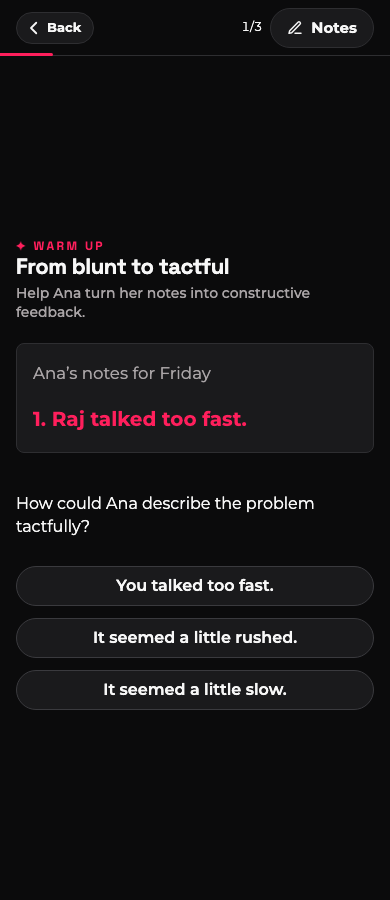 Back
1/3
Notes
WARM UP
From blunt to tactful
Help Ana turn her notes into constructive
feedback.
Ana's notes for Friday
1. Raj talked too fast.
How could Ana describe the problem
tactfully?
You talked too fast.
It seemed a little rushed.
It seemed a little slow.